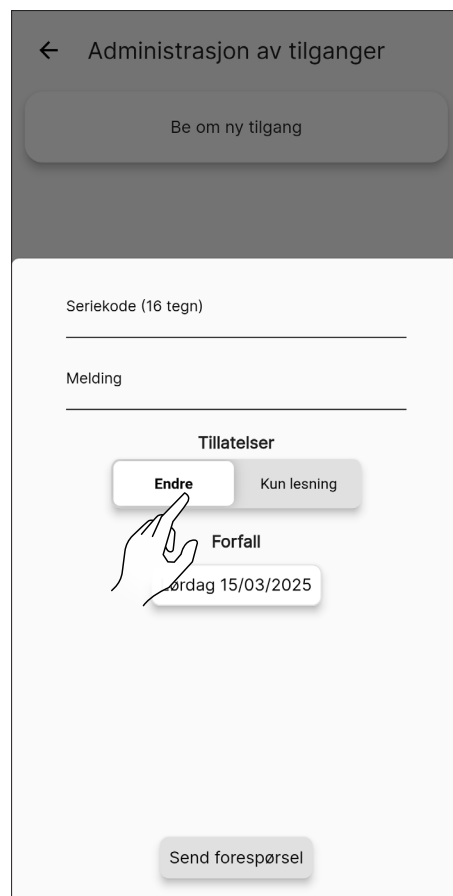 Administrasjon av tilganger
Be om ny tilgang
Seriekode (16 tegn)
Melding
Tillatelser
Endre Kun lesning
Forfall
Lørdag 15/03/2025
Send forespørsel